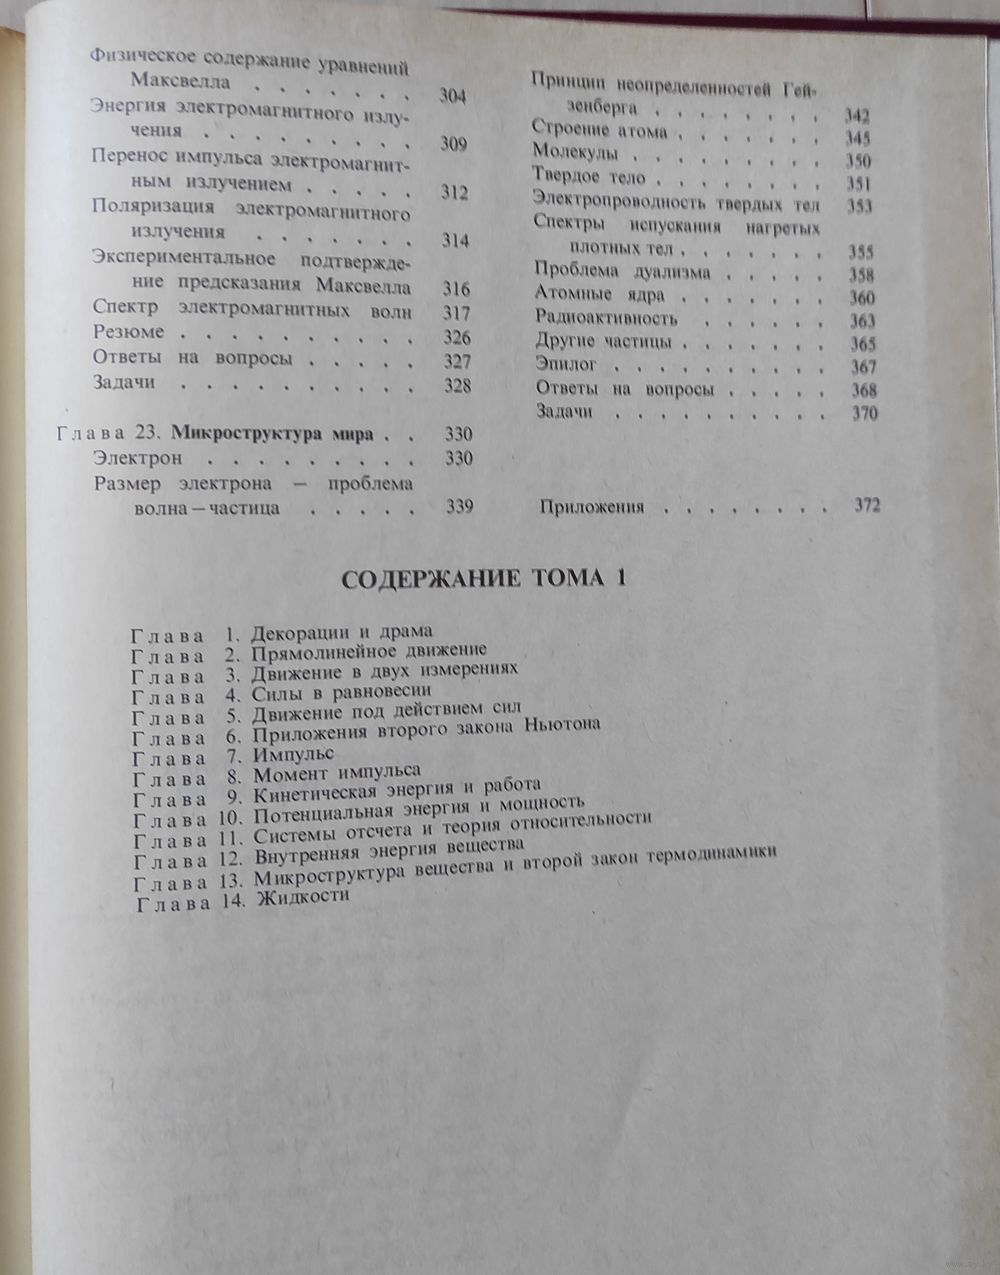 Физическое содержание уравнений
Максвелла . . . . . . . 304
Энергия электромагнитного излу-
чения . . . . . . . . . 309
Перенос импульса электромагнит-
ным излучением . . . . . 312
Поляризация электромагнитного
излучения . . . . . . . 314
Экспериментальное подтвержде-
ние предсказания Максвелла 316
Спектр электромагнитных волн 317
Резюме . . . . . . . . . . 326
Ответы на вопросы . . . . . 327
Задачи . . . . . . . . . . 328
Глава 23. Микроструктура мира . . 330
Электрон . . . . . . . . . 330
Размер электрона — проблема
волна — частица . . . . . 339
Принцип неопределенностей Гей-
зенберга . . . . . . . . 342
Строение атома . . . . . . . 345
Молекулы . . . . . . . . . 350
Твердое тело . . . . . . . . 351
Электропроводность твердых тел 353
Спектры испускания нагретых
плотных тел . . . . . . . 355
Проблема дуализма . . . . . 358
Атомные ядра . . . . . . . 360
Радиоактивность . . . . . . 363
Другие частицы . . . . . . . 365
Эпилог . . . . . . . . . . 367
Ответы на вопросы . . . . . 368
Задачи . . . . . . . . . . 370
Приложения . . . . . . . . 372
СОДЕРЖАНИЕ ТОМА 1
Глава 1. Декорации и драма
Глава 2. Прямолинейное движение
Глава 3. Движение в двух измерениях
Глава 4. Силы в равновесии
Глава 5. Движение под действием сил
Глава 6. Приложения второго закона Ньютона
Глава 7. Импульс
Глава 8. Момент импульса
Глава 9. Кинетическая энергия и работа
Глава 10. Потенциальная энергия и мощность
Глава 11. Системы отсчета и теория относительности
Глава 12. Внутренняя энергия вещества
Глава 13. Микроструктура вещества и второй закон термодинамики
Глава 14. Жидкости